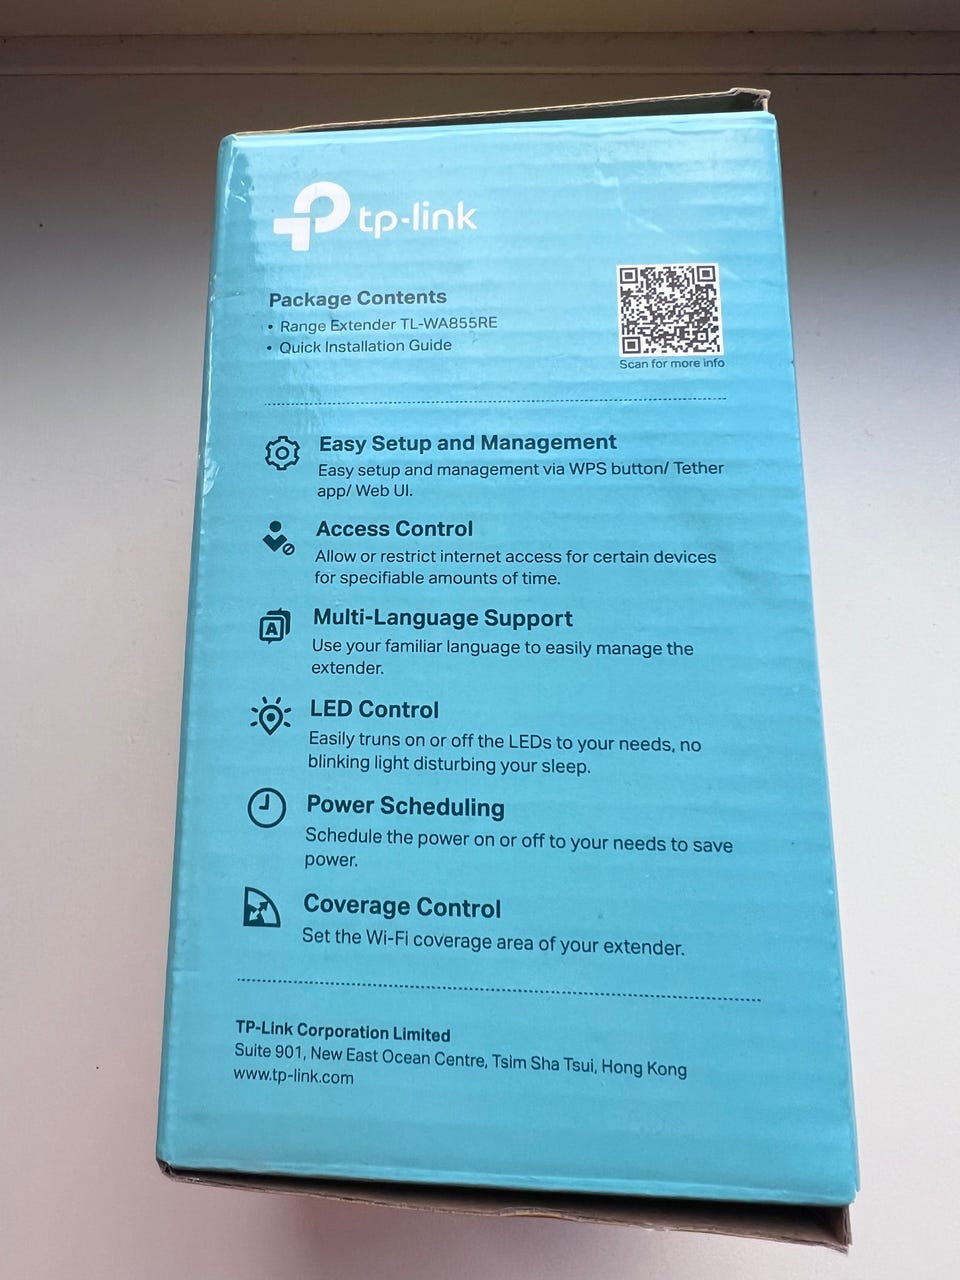 tp-link
Package Contents
• Range Extender TL-WA855RE
• Quick Installation Guide
Scan for more info
Easy Setup and Management
Easy setup and management via WPS button/ Tether
app/ Web UI.
Access Control
Allow or restrict internet access for certain devices
for specifiable amounts of time.
A
Multi-Language Support
Use your familiar language to easily manage the
extender.
LED Control
Easily truns on or off the LEDs to your needs, no
blinking light disturbing your sleep.
Power Scheduling
Schedule the power on or off to your needs to save
power.
Coverage Control
Set the Wi-Fi coverage area of your extender.
TP-Link Corporation Limited
Suite 901, New East Ocean Centre, Tsim Sha Tsui, Hong Kong
www.tp-link.com